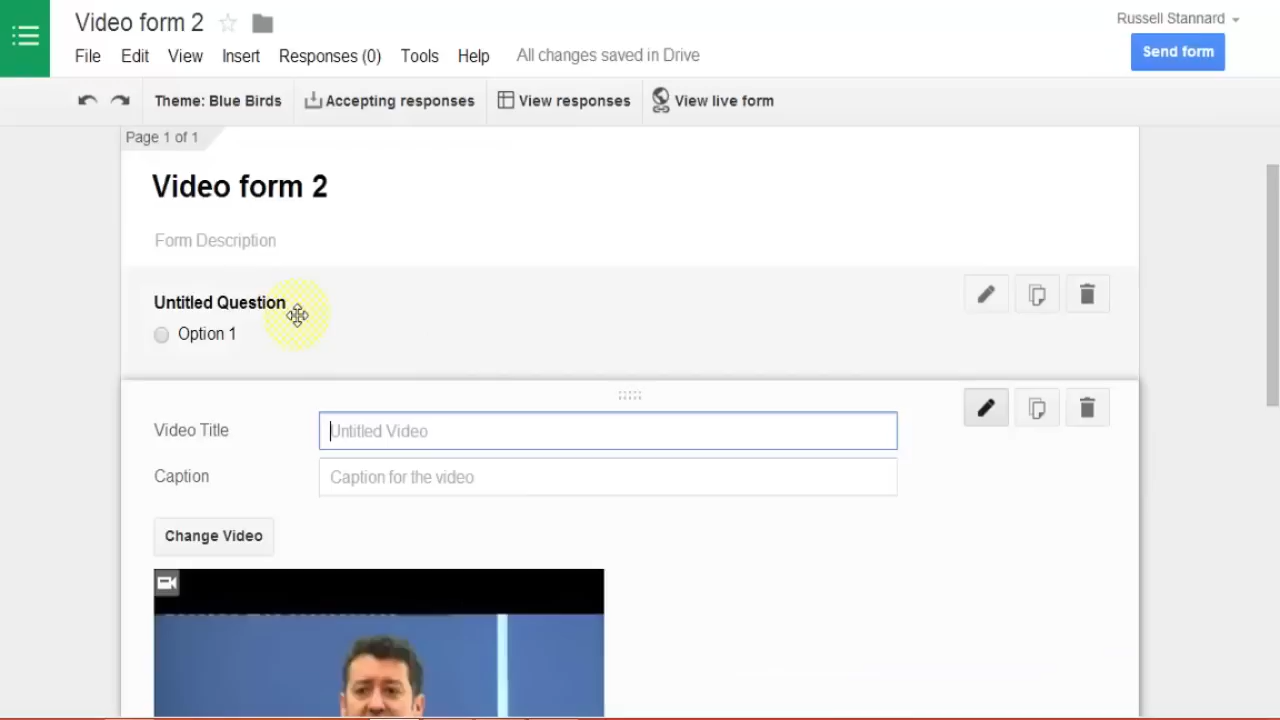 Video form 2
Russell Stannard
File Edit View Insert Responses (0) Tools Help All changes saved in Drive
Send form
Theme: Blue Birds Accepting responses View responses View live form
Page 1 of 1
Video form 2
Form Description
Untitled Question
Option 1
Video Title Untitled Video
Caption Caption for the video
Change Video